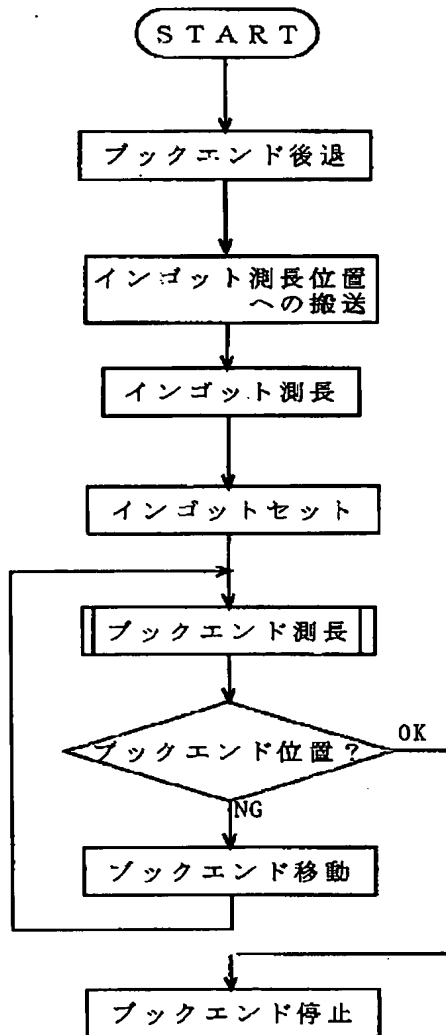 START
ブックエンド後退
インゴット測長位置
への搬送
インゴット測長
インゴットセット
ブックエンド測長
ブックエンド位置?
OK
NG
ブックエンド移動
ブックエンド停止